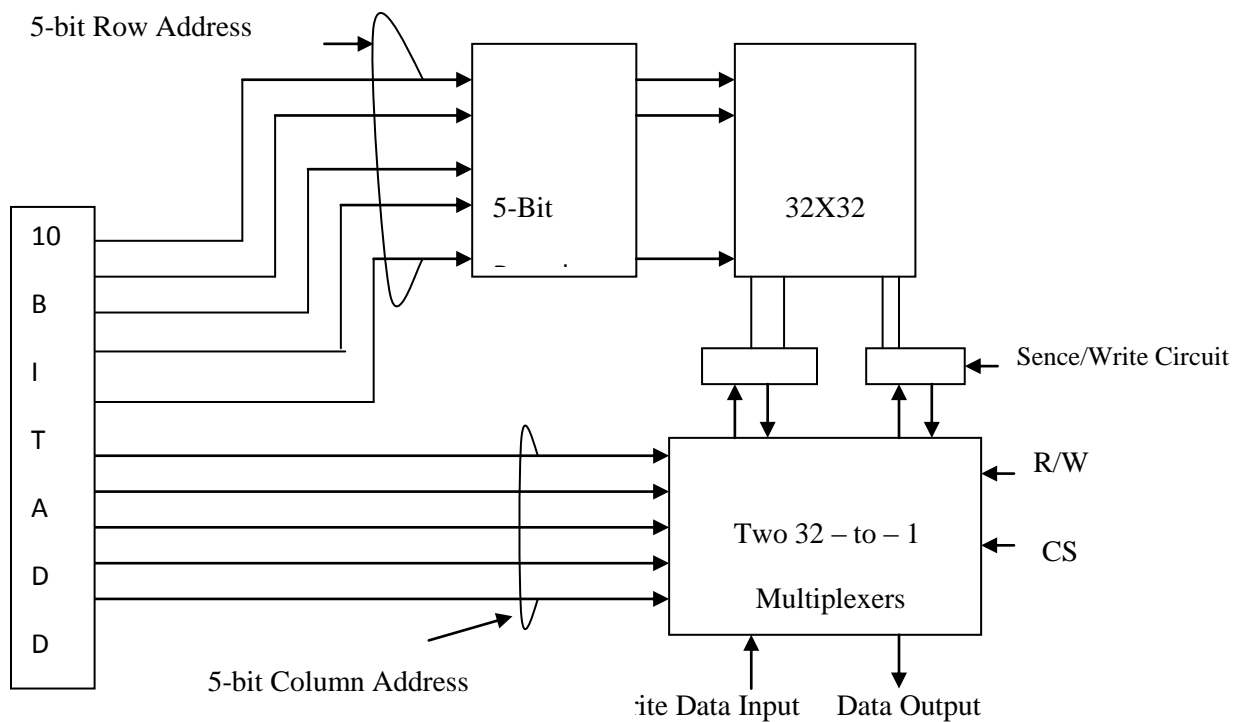 5-bit Row Address
5-Bit
32X32
10
B
I
T
A
D
D
Sence/Write Circuit
R/W
CS
Two 32 – to – 1
Multiplexers
5-bit Column Address
ite Data Input
Data Output